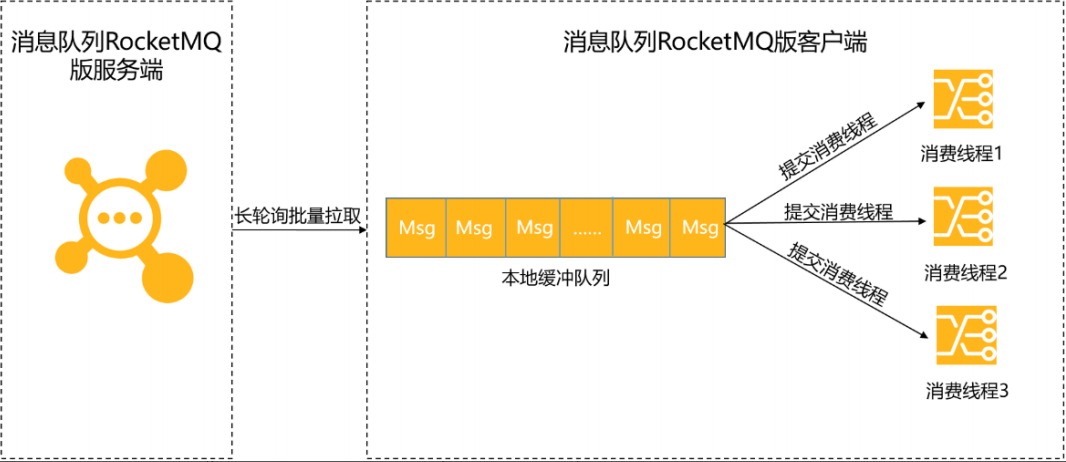 消息队列RocketMQ
版服务端
消息队列RocketMQ版客户端
长轮询批量拉取
Msg Msg Msg ...... Msg Msg
本地缓冲队列
提交消费线程
消费线程1
提交消费线程
消费线程2
提交消费线程
消费线程3